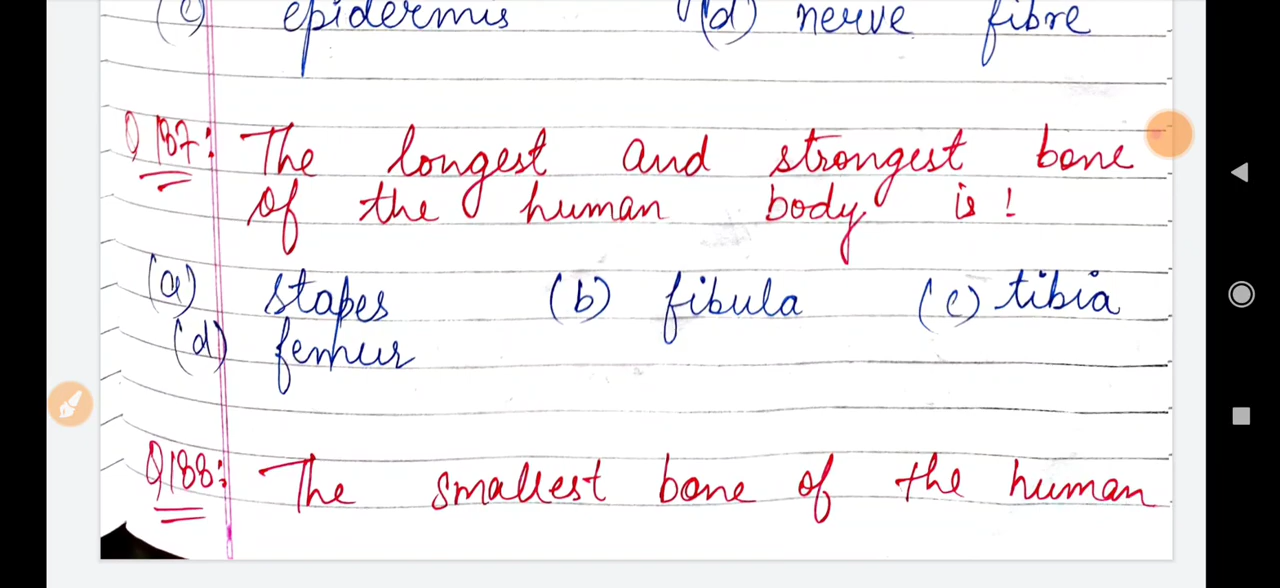 (c) epidermis (d) nerve fibre
Q187: The longest and strongest bone
of the human body is!
(a) stapes (b) fibula (c) tibia
(d) femur
Q188: The smallest bone of the human